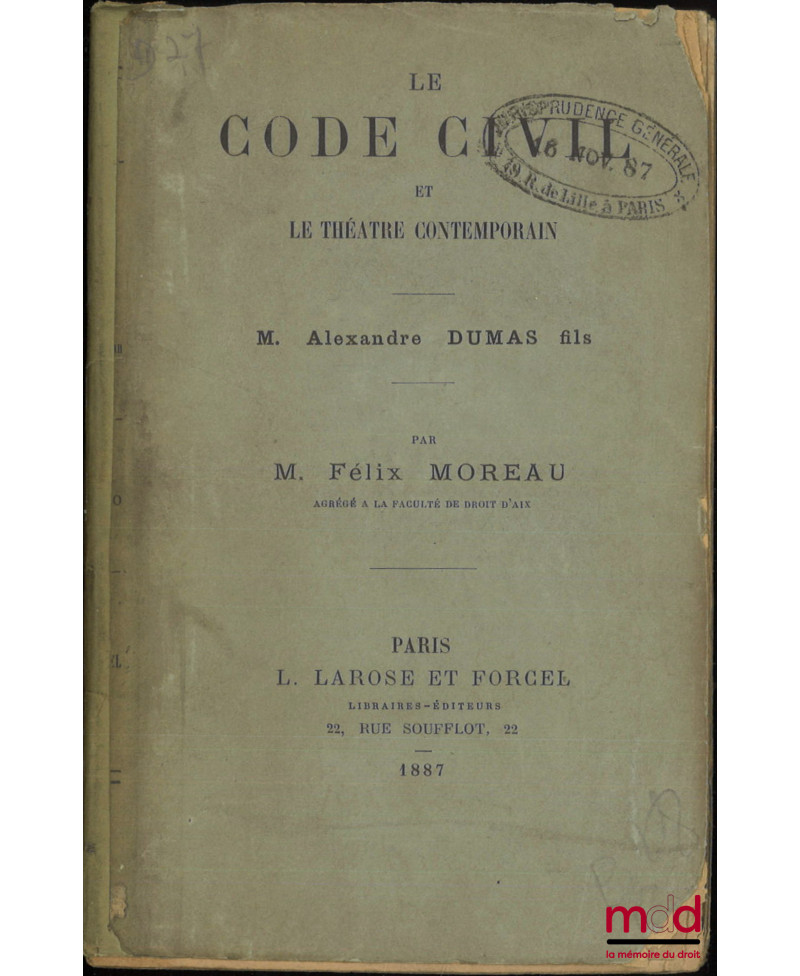 LE
CODE CIVIL
JURISPRUDENCE GÉNÉRALE
6 NOV. 87
19, R. de Lille à PARIS
ET
LE THÉATRE CONTEMPORAIN
M. Alexandre DUMAS fils
PAR
M. Félix MOREAU
AGRÉGÉ A LA FACULTÉ DE DROIT D'AIX
PARIS
L. LAROSE ET FORCEL
LIBRAIRES-ÉDITEURS
22, RUE SOUFFLOT, 22
1887
mdd
la mémoire du droit